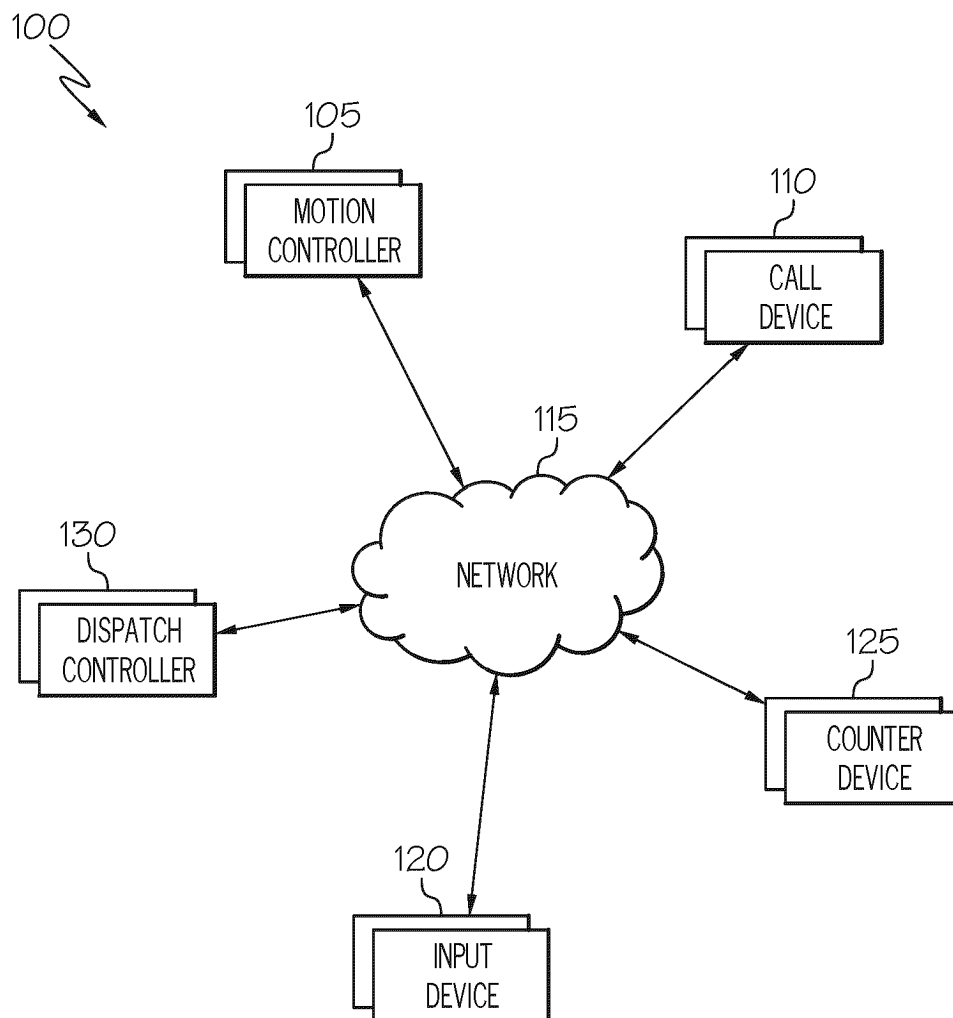 100
105
MOTION
CONTROLLER
110
CALL
DEVICE
115
NETWORK
130
DISPATCH
CONTROLLER
125
COUNTER
DEVICE
120
INPUT
DEVICE